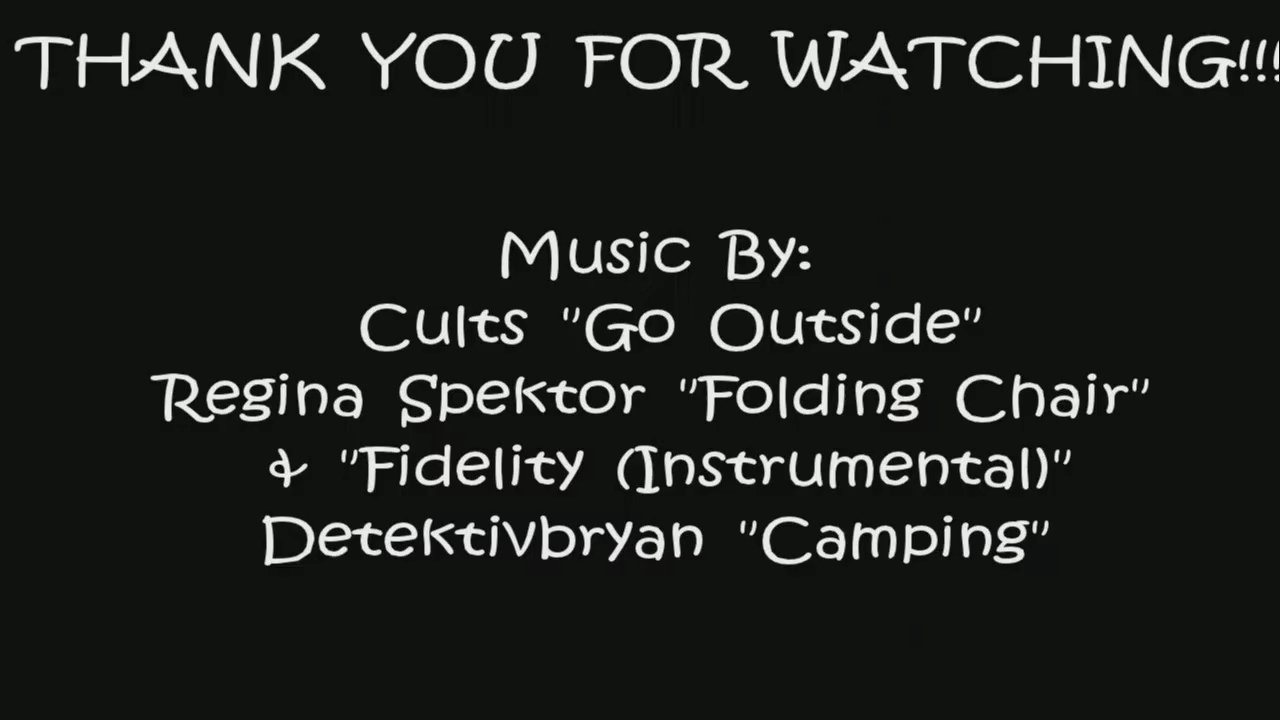 THANK YOU FOR WATCHING!!!
Music By:
Cults "Go Outside"
Regina Spektor "Folding Chair"
& "Fidelity (Instrumental)"
Detektivbryan "Camping"